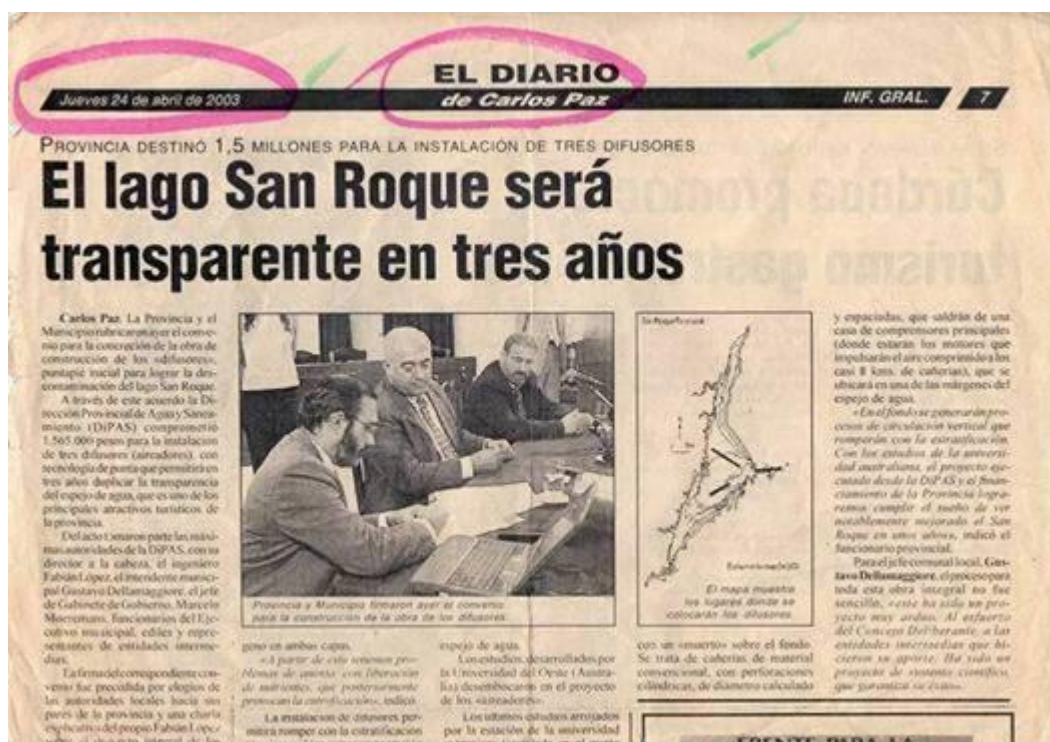 EL DIARIO
Jueves 24 de abril de 2003
de Carlos Paz
INF. GRAL.
7
PROVINCIA DESTINÓ 1,5 MILLONES PARA LA INSTALACIÓN DE TRES DIFUSORES
El lago San Roque será
transparente en tres años
Carlos Paz. La Provincia y el
Municipio rubricaron ayer el conve-
nio para la concreción de la obra de
construcción de los «difusores»,
puntapié inicial para lograr la des-
contaminación del lago San Roque.
A través de este acuerdo la Di-
rección Provincial de Agua y Sanea-
miento (DiPAS) comprometió
1.565.000 pesos para la instalación
de tres difusores (aireadores), con
tecnología de punta que permitirá en
tres años duplicar la transparencia
del espejo de agua, que es uno de los
principales atractivos turísticos de
la provincia.
Del acto tomaron parte las máxi-
mas autoridades de la DiPAS, con su
director a la cabeza, el ingeniero
Fabián López, el intendente munici-
pal Gustavo Dellamaggiore, el jefe
de Gabinete de Gobierno, Marcelo
funcionarios del Eje-
cutivo municipal, ediles y repre-
sentantes de entidades interme-
dias.
La firma del correspondiente con-
venio fue precedida por elogios de
las autoridades locales hacia sus
pares de la provincia y una charla
explicativa del propio Fabián López
Provincia y Municipio firmaron ayer el convenio
para la construcción de la obra de los difusores.
geno en ambas capas.
«A partir de esto tenemos pro-
blemas de anoxia con liberación
de nutrientes, que posteriormente
provocan la eutroficación», indicó.
La instalación de difusores per-
mitirá romper con la estratificación
espejo de agua.
Los estudios, desarrollados por
la Universidad del Oeste (Austra-
lia) desembocaron en el proyecto
de los «aireadores».
Los últimos estudios arrojados
por la estación de la universidad
El mapa muestra
los lugares donde se
colocarán los difusores.
con un «muerto» sobre el fondo.
Se trata de cañerías de material
convencional, con perforaciones
cilíndricas, de diámetro calculado
y espaciadas, que saldrán de una
casa de compresores principales
(donde estarán los motores que
impulsarán el aire comprimido a los
casi 8 kms. de cañerías), que se
ubicará en una de las márgenes del
espejo de agua.
«En el fondo se generarán pro-
cesos de circulación vertical que
romperán con la estratificación.
Con los estudios de la universi-
dad australiana, el proyecto eje-
cutado desde la DiPAS y el finan-
ciamiento de la Provincia logra-
remos cumplir el sueño de ver
notablemente mejorado el San
Roque en unos años», indicó el
funcionario provincial.
Para el jefe comunal local, Gus-
tavo Dellamaggiore, el proceso para
toda esta obra integral no fue
sencillo, «este ha sido un pro-
yecto muy arduo. Al esfuerzo
del Concejo Deliberante, a las
entidades intermedias que hi-
cieron su aporte. Ha sido un
proyecto de sustento científico,
que garantiza su éxito».
FRENTE PARA LA